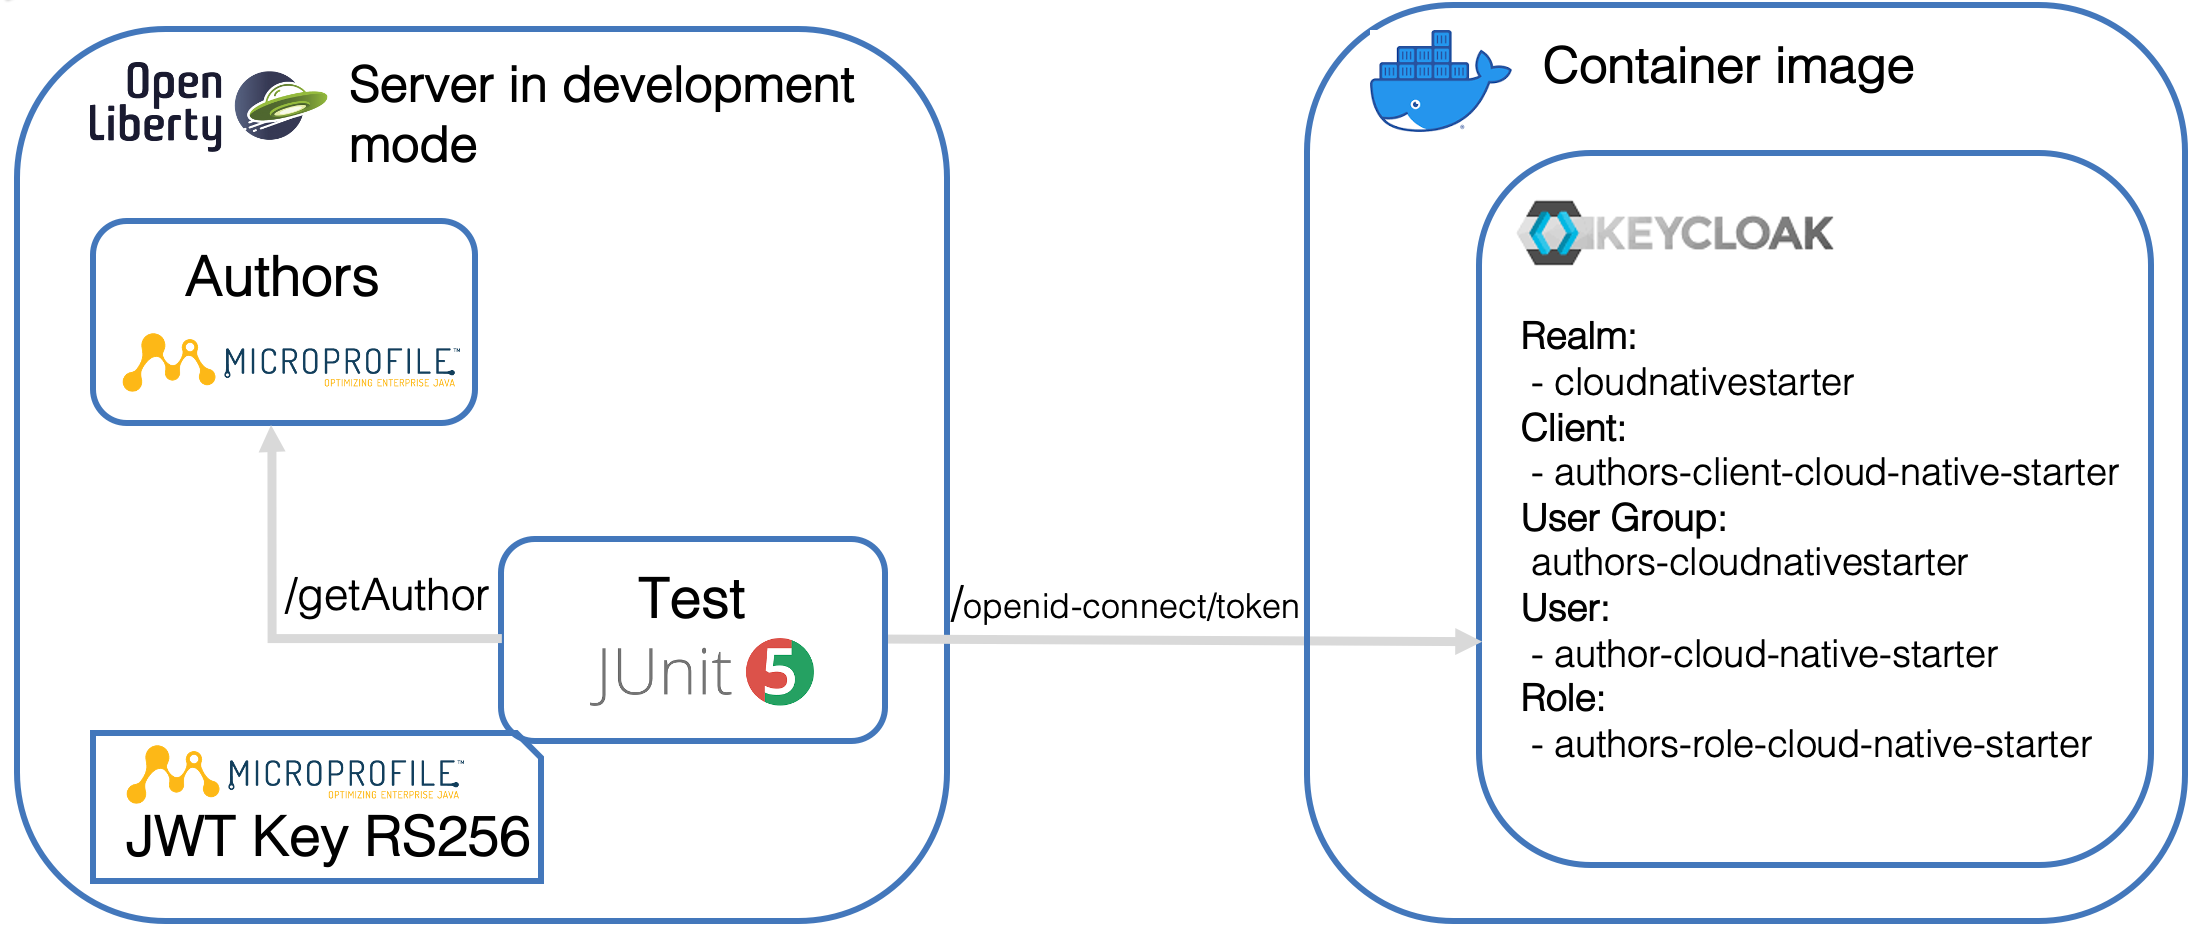 Open
Liberty
Server in development
mode
Authors
MICROPROFILE™
OPTIMIZING ENTERPRISE JAVA
/getAuthor
Test
JUnit 5
MICROPROFILE™
OPTIMIZING ENTERPRISE JAVA
JWT Key RS256
/openid-connect/token
Container image
KEYCLOAK
Realm:
- cloudnativestarter
Client:
- authors-client-cloud-native-starter
User Group:
authors-cloudnativestarter
User:
- author-cloud-native-starter
Role:
- authors-role-cloud-native-starter